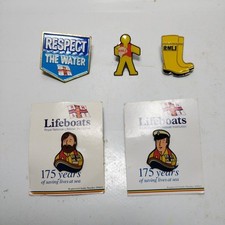 RESPECT
THE WATER
RNLI
Lifeboats
175 years
of saving lives at sea
Lifeboats
175 years
of saving lives at sea